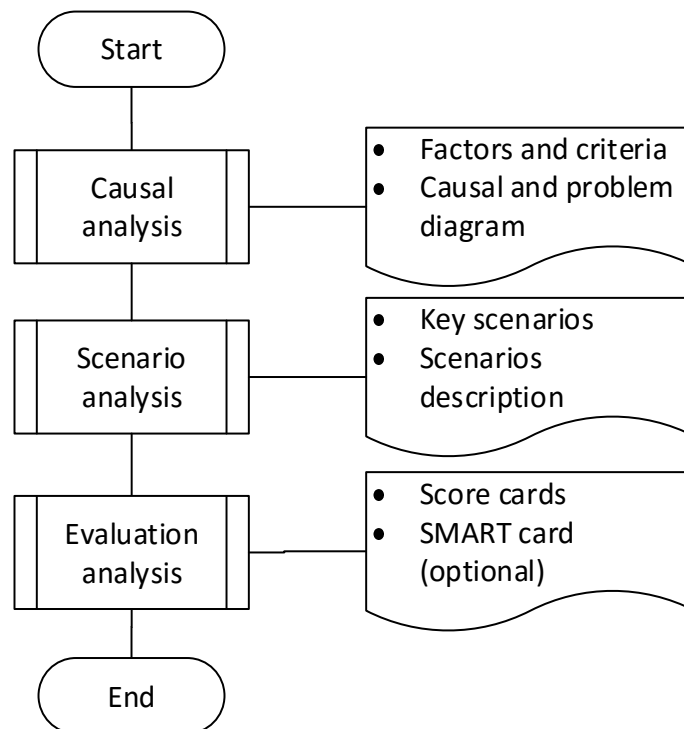 Start
Causal
analysis
• Factors and criteria
• Causal and problem
diagram
Scenario
analysis
• Key scenarios
• Scenarios
description
Evaluation
analysis
• Score cards
• SMART card
(optional)
End